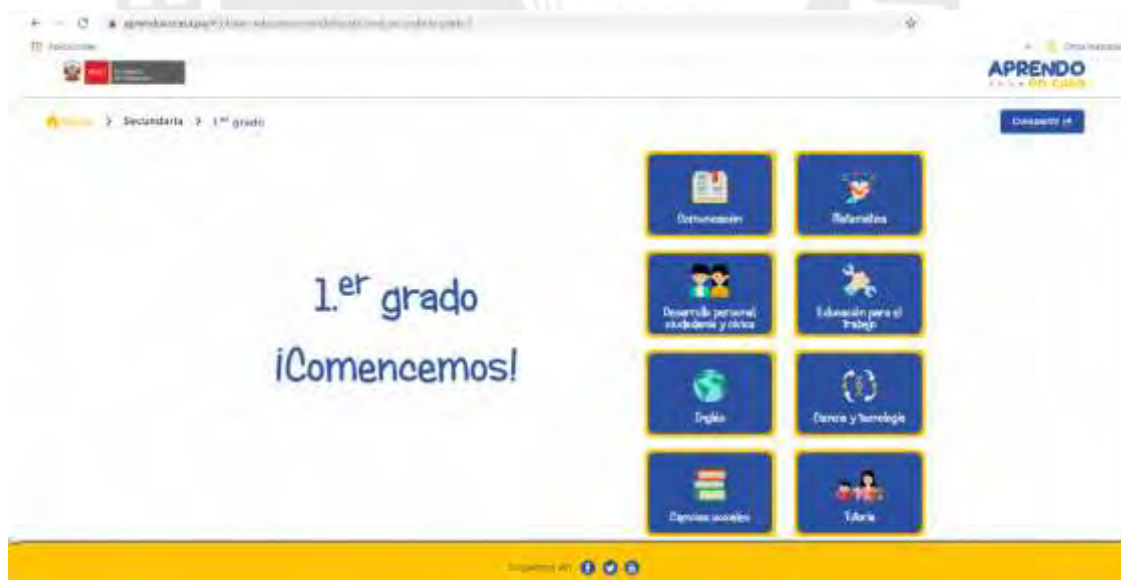 APRENDO
en casa
Inicio > Secundaria > 1.er grado
Compartir
1.er grado
¡Comencemos!
Comunicación
Matemática
Desarrollo personal,
ciudadanía y cívica
Educación para el
trabajo
Inglés
Ciencia y tecnología
Ciencias sociales
Tutoría
Síguenos en